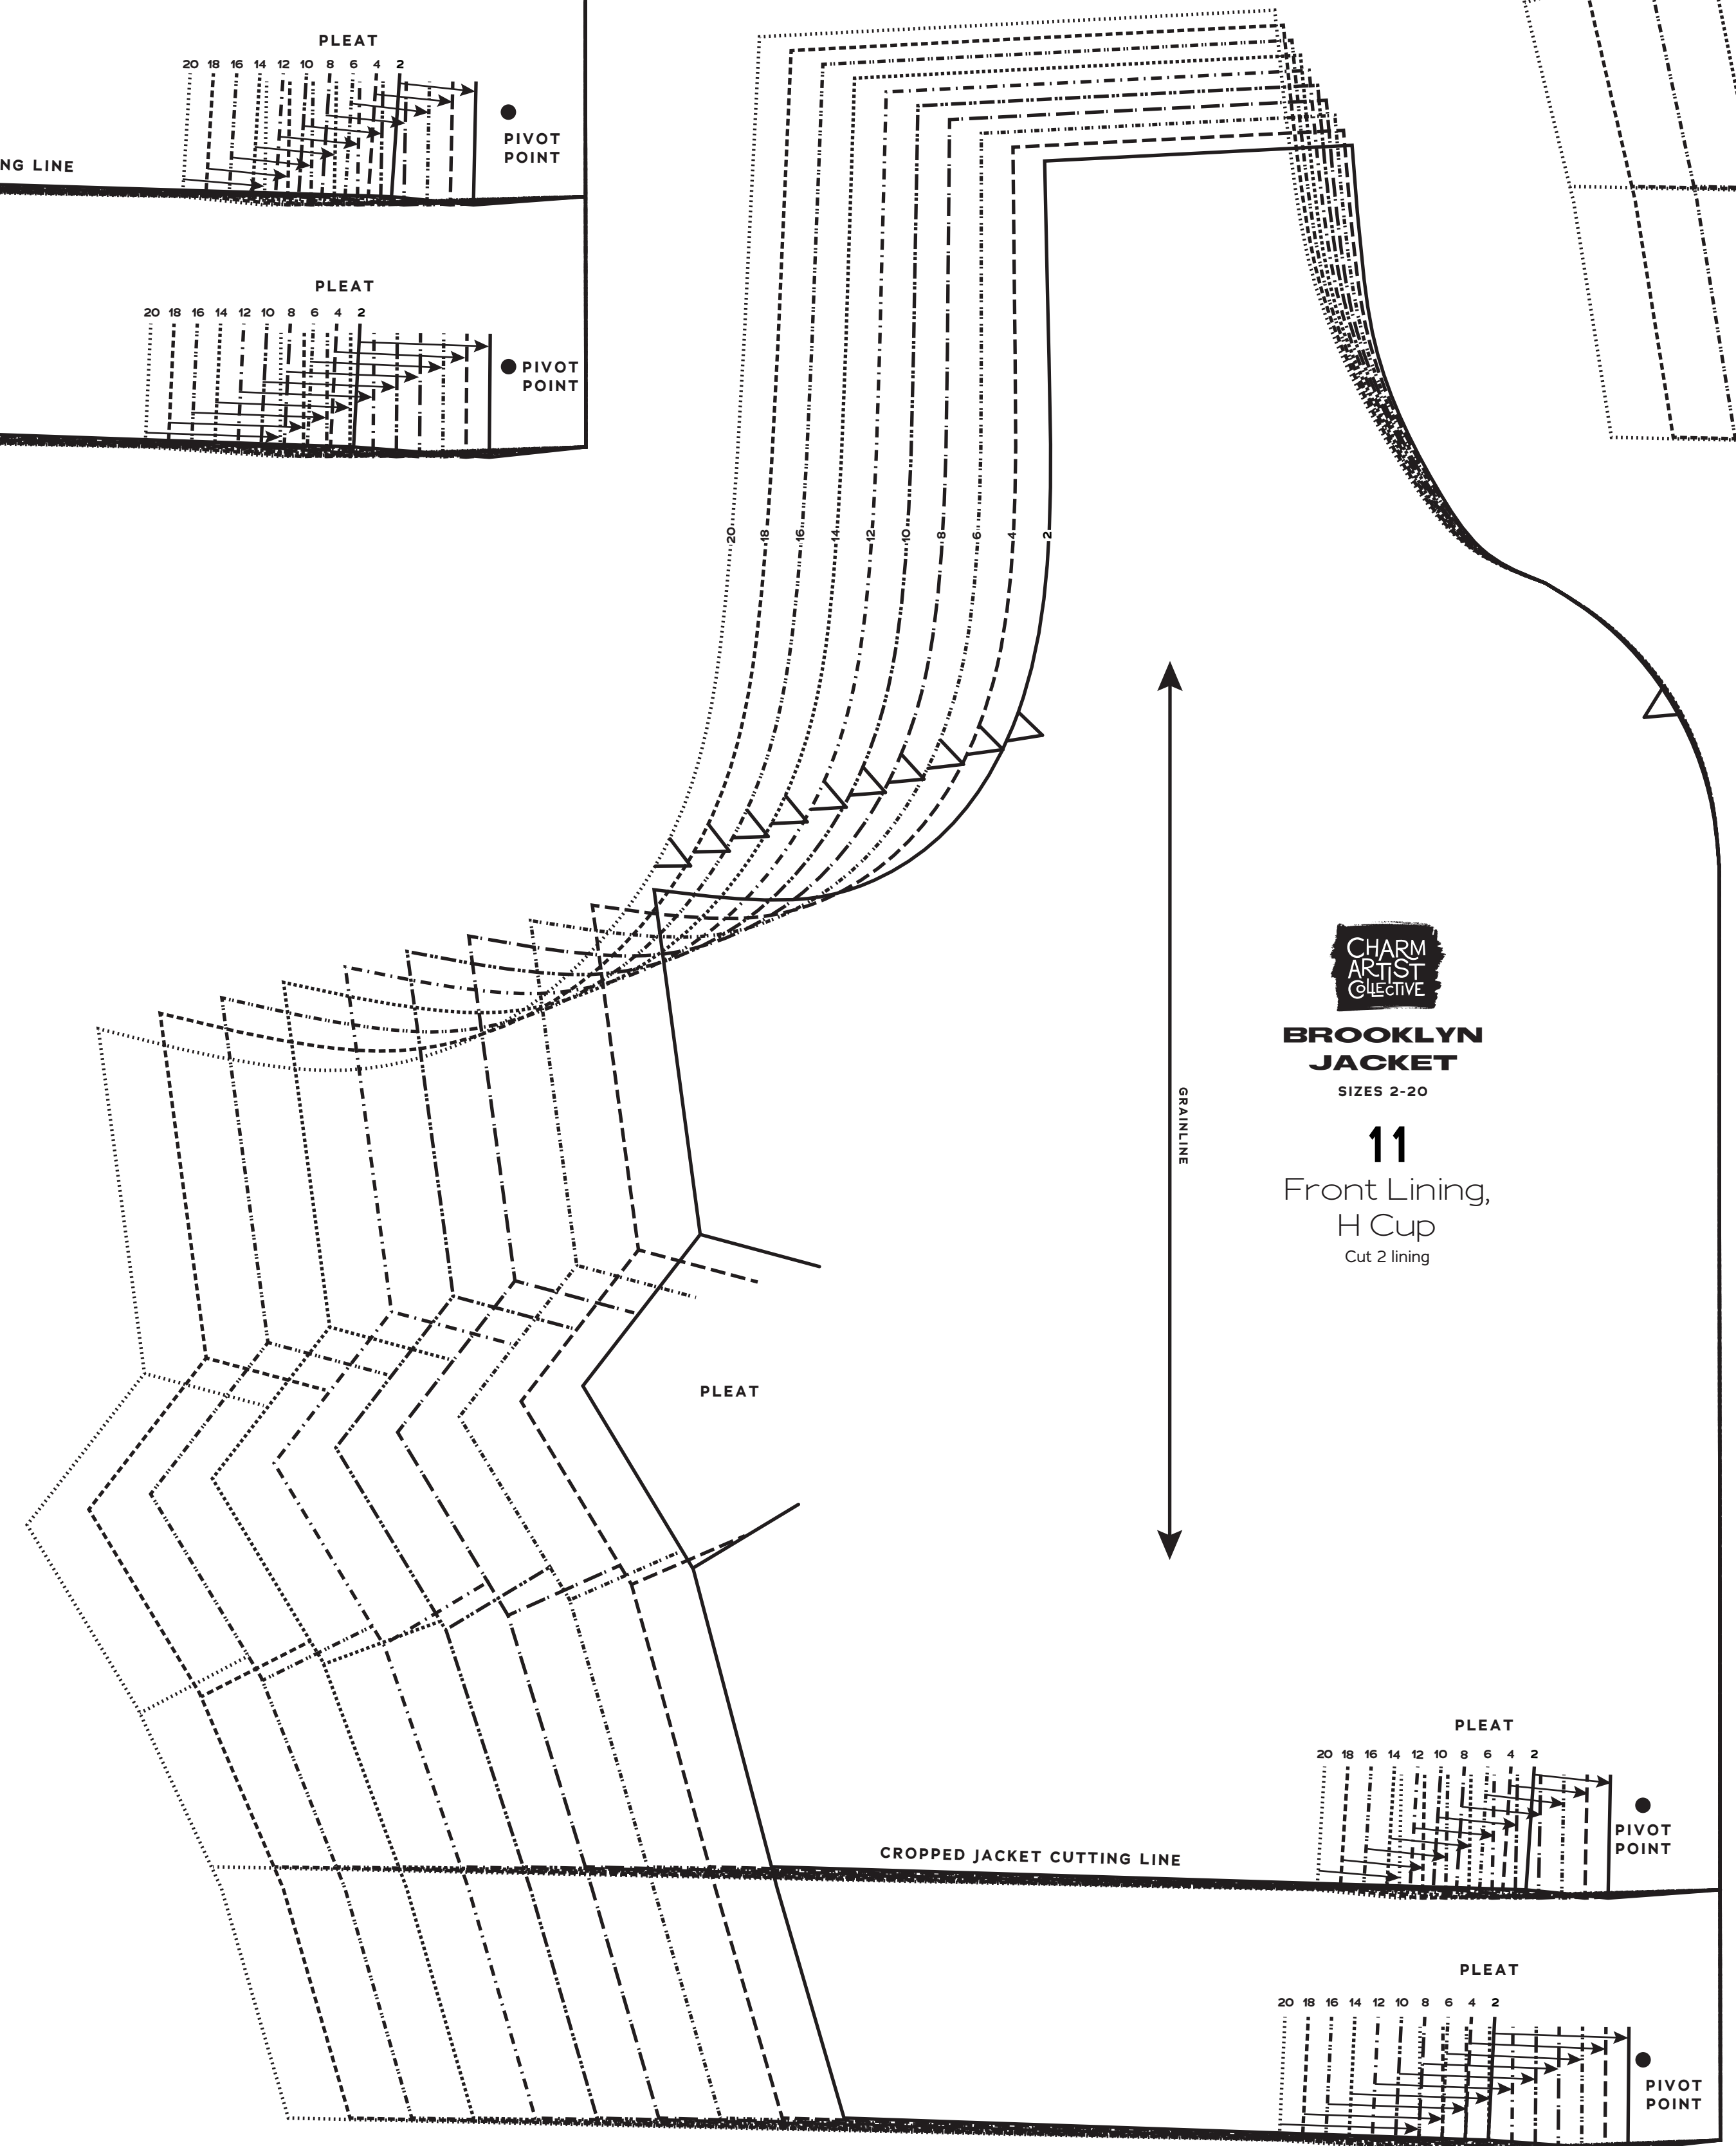 PLEAT
20 18 16 14 12 10 8 6 4 2
PIVOT
POINT
NG LINE
PLEAT
20 18 16 14 12 10 8 6 4 2
PIVOT
POINT
20 18 16 14 12 10 8 6 4 2
GRAINLINE
CHARM
ARTIST
COLLECTIVE
BROOKLYN
JACKET
SIZES 2-20
11
Front Lining,
H Cup
Cut 2 lining
PLEAT
PLEAT
20 18 16 14 12 10 8 6 4 2
PIVOT
POINT
CROPPED JACKET CUTTING LINE
PLEAT
20 18 16 14 12 10 8 6 4 2
PIVOT
POINT